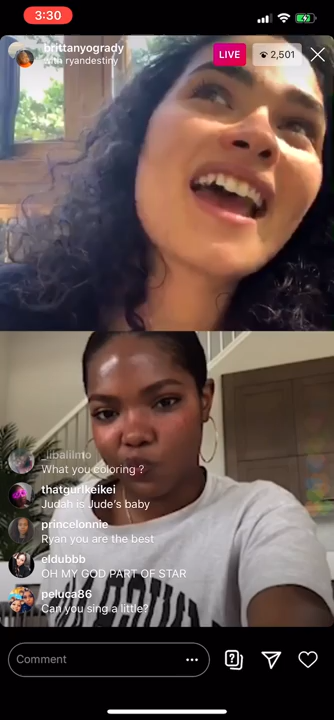 3:30
brittanyogrady
with ryandestiny
LIVE
2,501
_libaliimo
What you coloring ?
thatgurlkeikei
Judah is Jude's baby
princelonnie
Ryan you are the best
eldubbb
OH MY GOD PART OF STAR
peluca86
Can you sing a little?
Comment